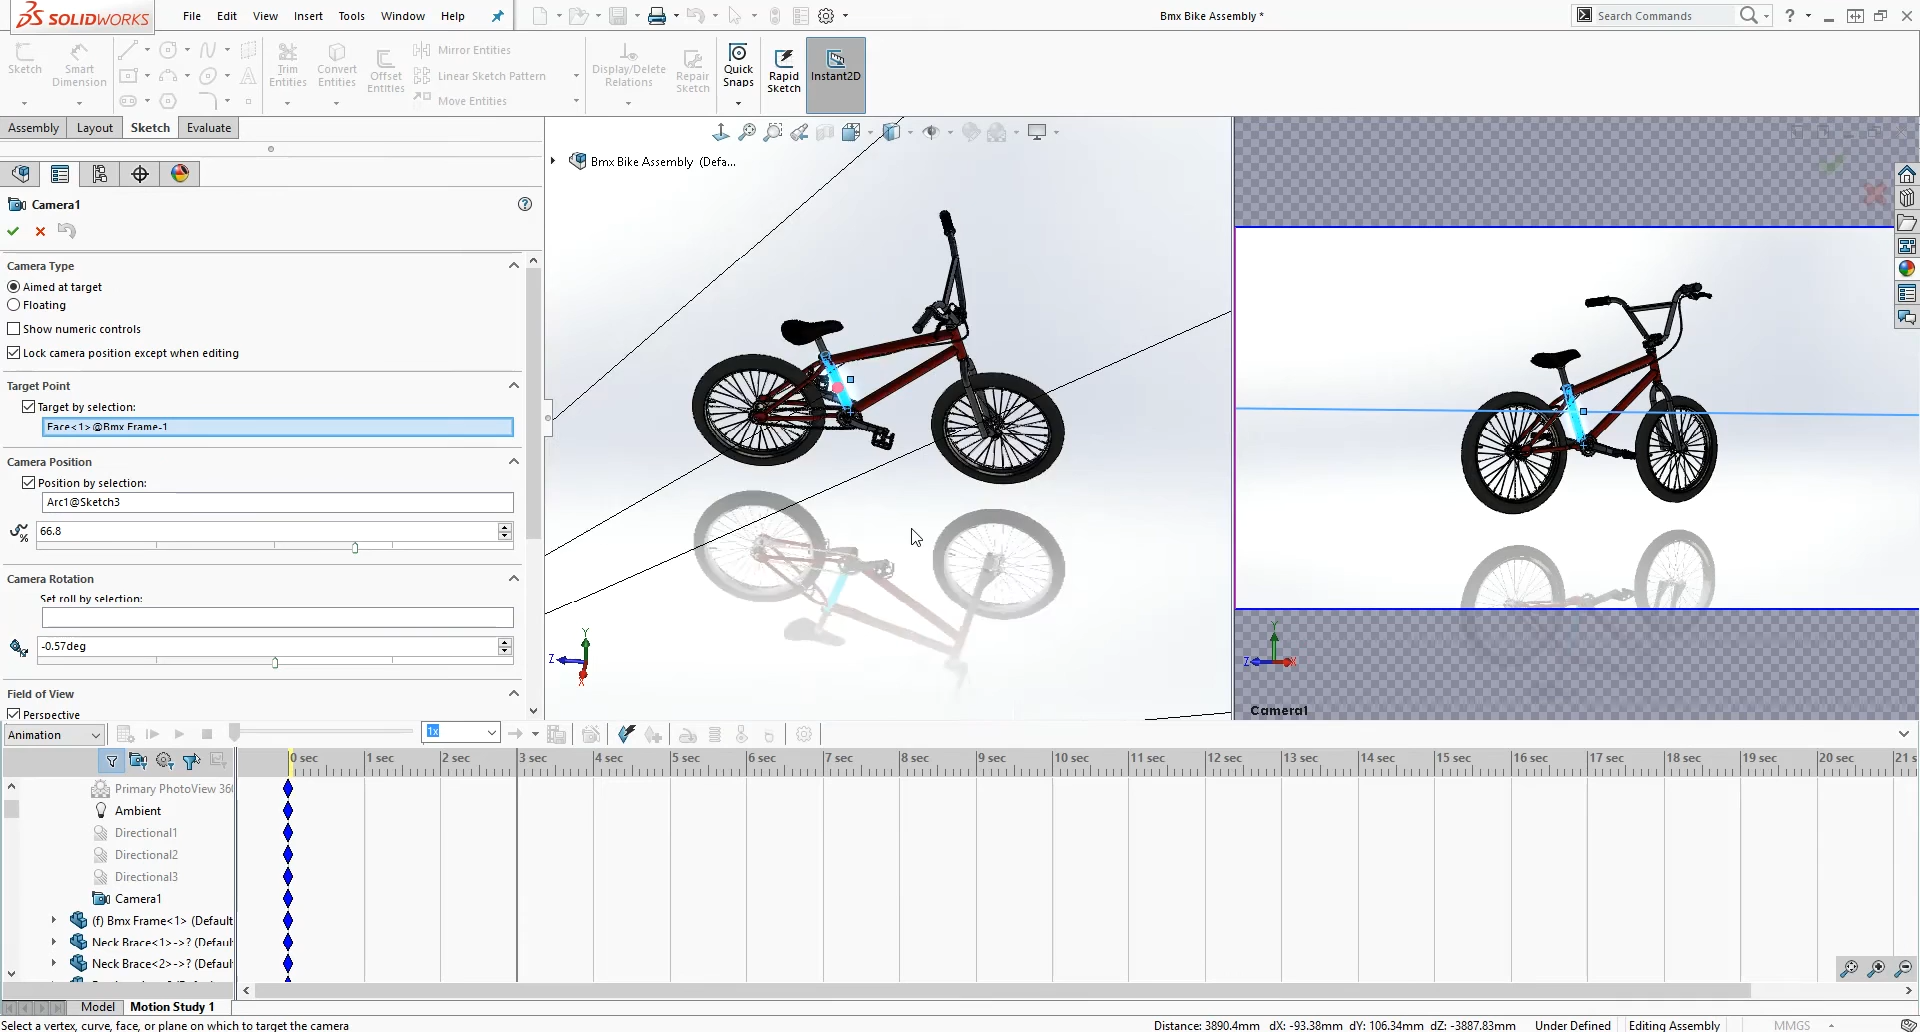 SOLIDWORKS File Edit View Insert Tools Window Help Bmx Bike Assembly * Search Commands ?
Sketch Smart Dimension Trim Entities Convert Entities Offset Entities Mirror Entities Linear Sketch Pattern Move Entities Display/Delete Relations Repair Sketch Quick Snaps Rapid Sketch Instant2D
Assembly Layout Sketch Evaluate
Bmx Bike Assembly (Defa...
Camera1
Camera Type
Aimed at target
Floating
Show numeric controls
Lock camera position except when editing
Target Point
Target by selection:
Face<1>@Bmx Frame-1
Camera Position
Position by selection:
Arc1@Sketch3
%
66.8
Camera Rotation
Set roll by selection:
-0.57deg
Field of View
Perspective
Y
Z
X
Y
Z
X
Camera1
Animation 1x
0 sec 1 sec 2 sec 3 sec 4 sec 5 sec 6 sec 7 sec 8 sec 9 sec 10 sec 11 sec 12 sec 13 sec 14 sec 15 sec 16 sec 17 sec 18 sec 19 sec 20 sec 21 s
Primary PhotoView 36
Ambient
Directional1
Directional2
Directional3
Camera1
(f) Bmx Frame<1> (Default
Neck Brace<1>->? (Defaul
Neck Brace<2>->? (Defaul
Model Motion Study 1
Select a vertex, curve, face, or plane on which to target the camera Distance: 3890.4mm dX: -93.38mm dY: 106.34mm dZ: -3887.83mm Under Defined Editing Assembly MMGS